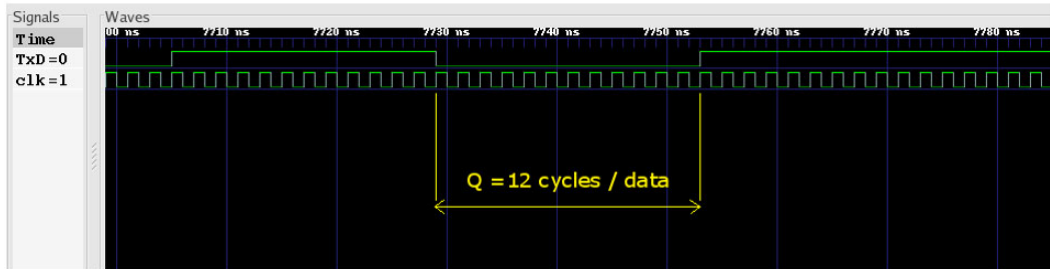 Signals
Waves
Time
00 ns 7710 ns 7720 ns 7730 ns 7740 ns 7750 ns 7760 ns 7770 ns 7780 ns
TxD=0
clk=1
Q =12 cycles / data